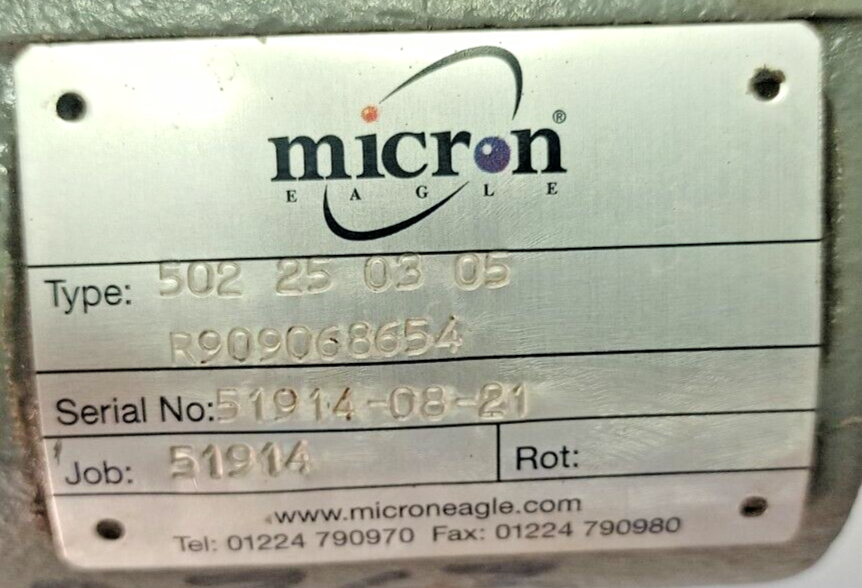 micron®
EAGLE
Type: 502 25 03 05
R909068654
Serial No: 51914-08-21
Job: 51914 Rot:
www.microneagle.com
Tel: 01224 790970 Fax: 01224 790980